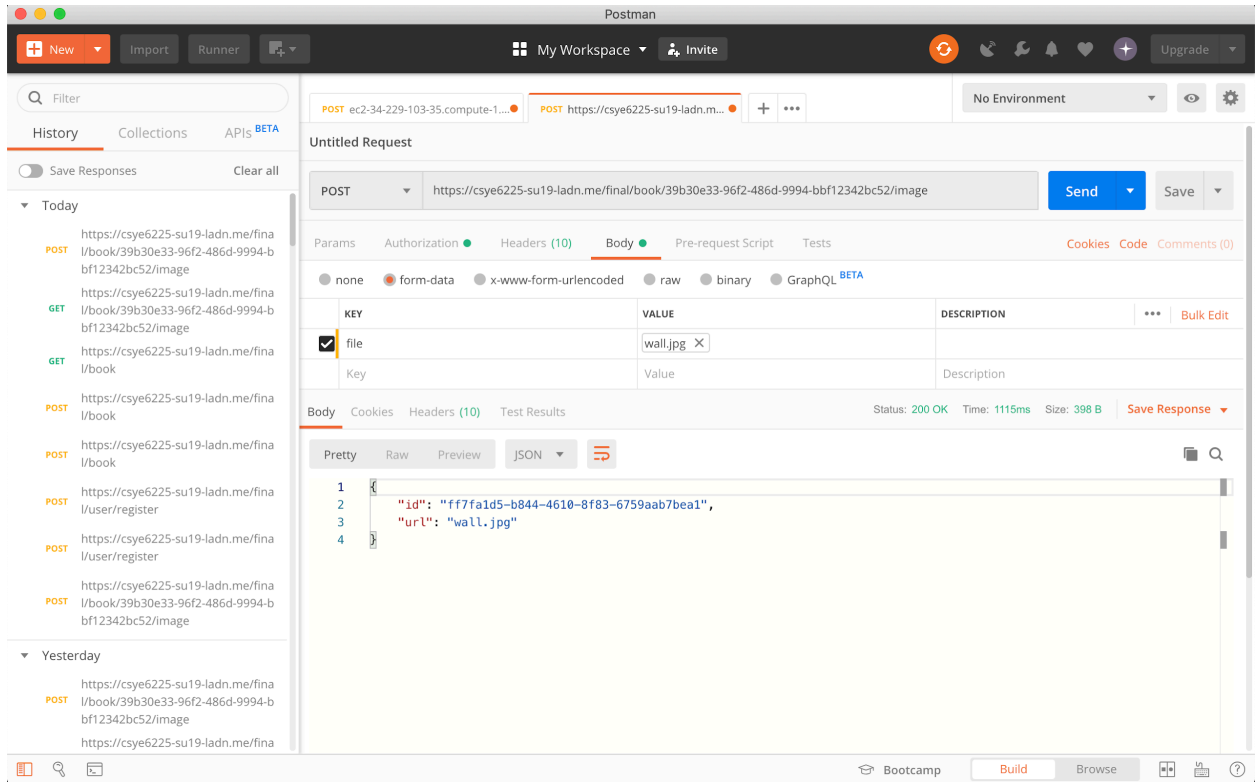 Postman
New
Import
Runner
My Workspace
Invite
Upgrade
Filter
History
Collections
APIs BETA
Save Responses
Clear all
Today
POST
https://csye6225-su19-ladn.me/fina
l/book/39b30e33-96f2-486d-9994-b
bf12342bc52/image
GET
https://csye6225-su19-ladn.me/fina
l/book/39b30e33-96f2-486d-9994-b
bf12342bc52/image
GET
https://csye6225-su19-ladn.me/fina
l/book
POST
https://csye6225-su19-ladn.me/fina
l/book
POST
https://csye6225-su19-ladn.me/fina
l/book
POST
https://csye6225-su19-ladn.me/fina
l/user/register
POST
https://csye6225-su19-ladn.me/fina
l/user/register
POST
https://csye6225-su19-ladn.me/fina
l/book/39b30e33-96f2-486d-9994-b
bf12342bc52/image
Yesterday
POST
https://csye6225-su19-ladn.me/fina
l/book/39b30e33-96f2-486d-9994-b
bf12342bc52/image
https://csye6225-su19-ladn.me/fina
POST ec2-34-229-103-35.compute-1....
POST https://csye6225-su19-ladn.m...
No Environment
Untitled Request
POST
https://csye6225-su19-ladn.me/final/book/39b30e33-96f2-486d-9994-bbf12342bc52/image
Send
Save
Params
Authorization
Headers (10)
Body
Pre-request Script
Tests
Cookies
Code
Comments (0)
none
form-data
x-www-form-urlencoded
raw
binary
GraphQL BETA
KEY
VALUE
DESCRIPTION
Bulk Edit
file
wall.jpg
Key
Value
Description
Body
Cookies
Headers (10)
Test Results
Status: 200 OK
Time: 1115ms
Size: 398 B
Save Response
Pretty
Raw
Preview
JSON
1 {
2 "id": "ff7fa1d5-b844-4610-8f83-6759aab7bea1",
3 "url": "wall.jpg"
4 }
Bootcamp
Build
Browse